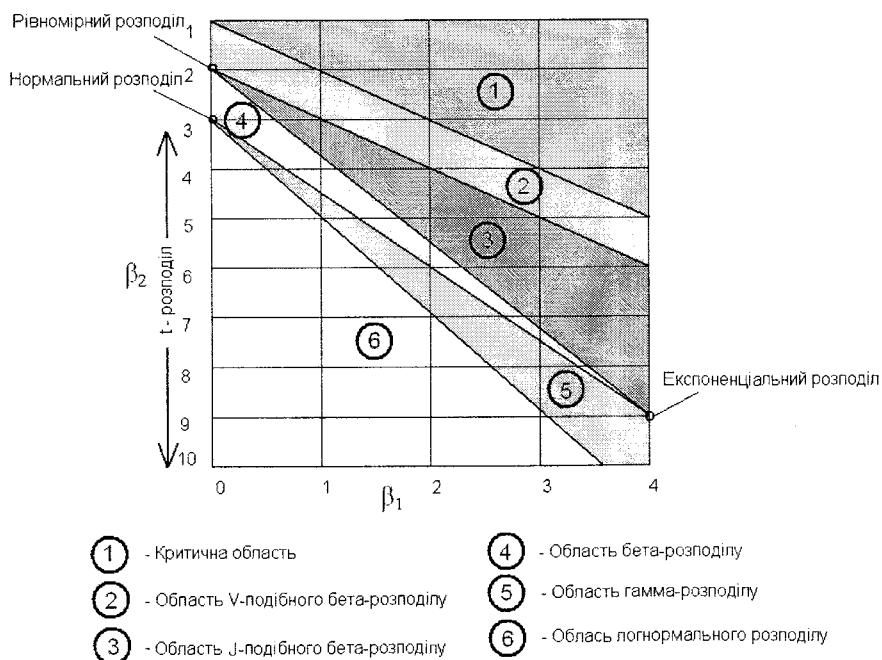 Рівномірний розподіл
Нормальний розподіл
1
2
3
4
5
6
7
8
9
10
β₂
t - розподіл
1
2
3
4
5
6
Експоненціальний розподіл
0 1 2 3 4
β₁
1 - Критична область
2 - Область V-подібного бета-розподілу
3 - Область J-подібного бета-розподілу
4 - Область бета-розподілу
5 - Область гамма-розподілу
6 - Облась логнормального розподілу